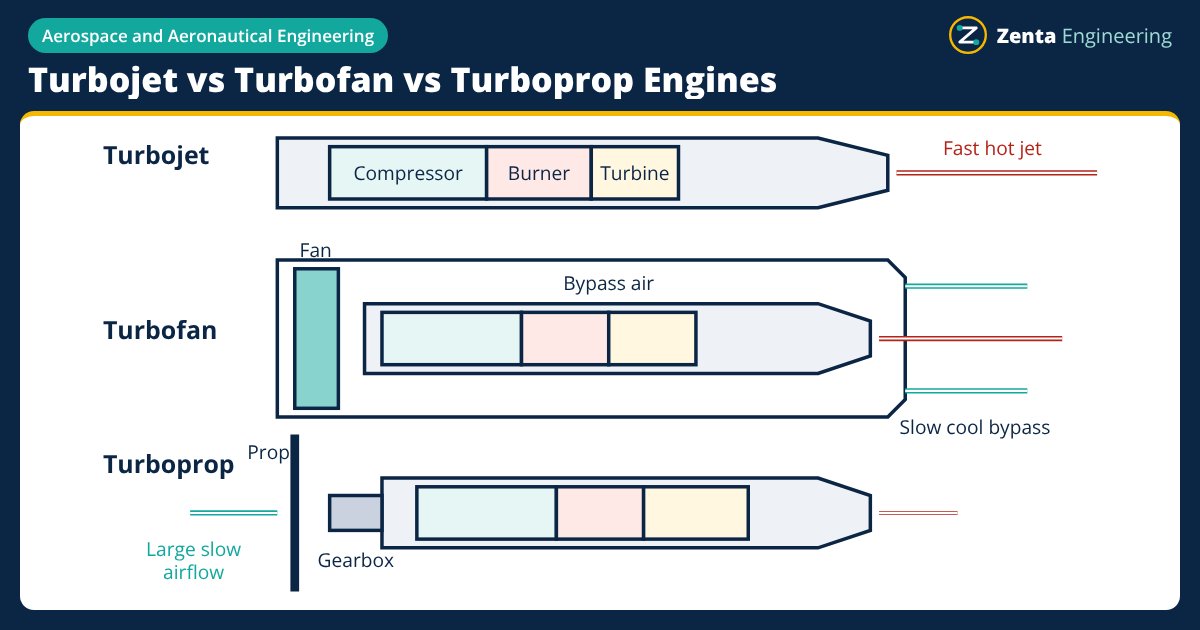 Aerospace and Aeronautical Engineering
Zenta Engineering
Turbojet vs Turbofan vs Turboprop Engines
Turbojet
Compressor
Burner
Turbine
Fast hot jet
Fan
Bypass air
Turbofan
Slow cool bypass
Prop
Turboprop
Large slow
airflow
Gearbox